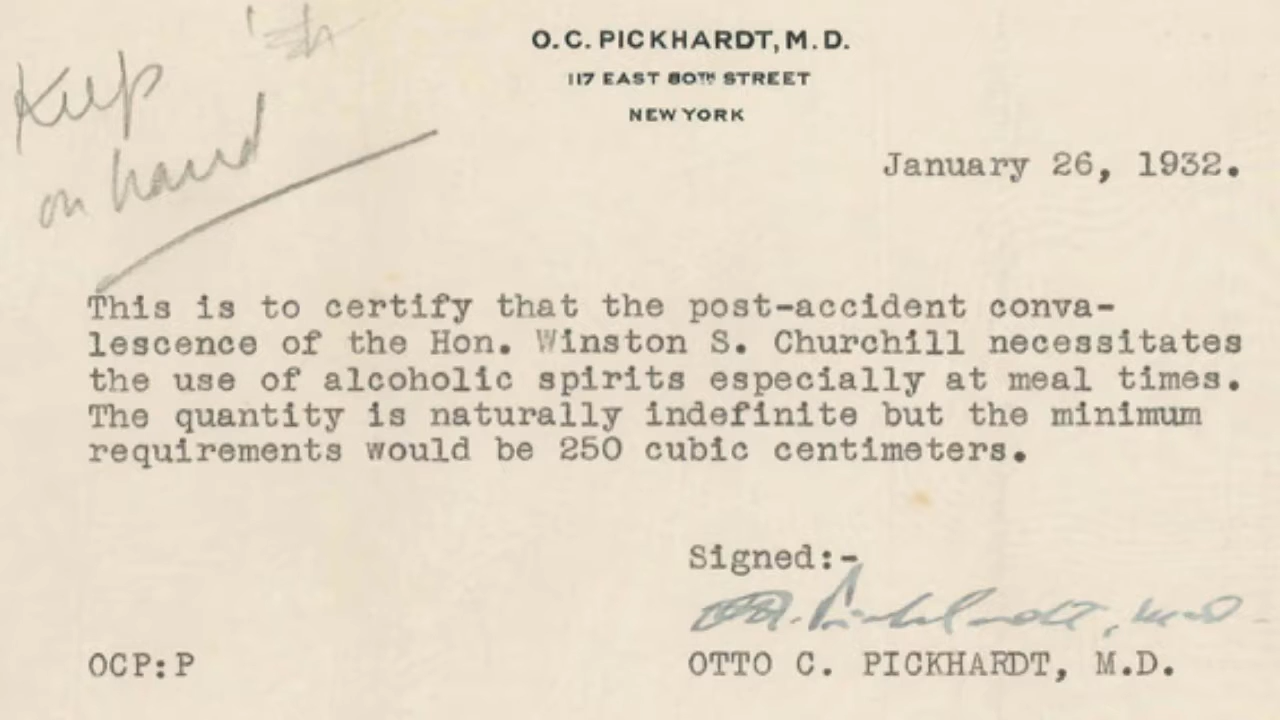 O. C. PICKHARDT, M. D.
117 EAST 80TH STREET
NEW YORK
Keep
on hand
January 26, 1932.
This is to certify that the post-accident conva-
lescence of the Hon. Winston S. Churchill necessitates
the use of alcoholic spirits especially at meal times.
The quantity is naturally indefinite but the minimum
requirements would be 250 cubic centimeters.
Signed:-
O.C. Pickhardt, M.D.
OCP:P
OTTO C. PICKHARDT, M.D.